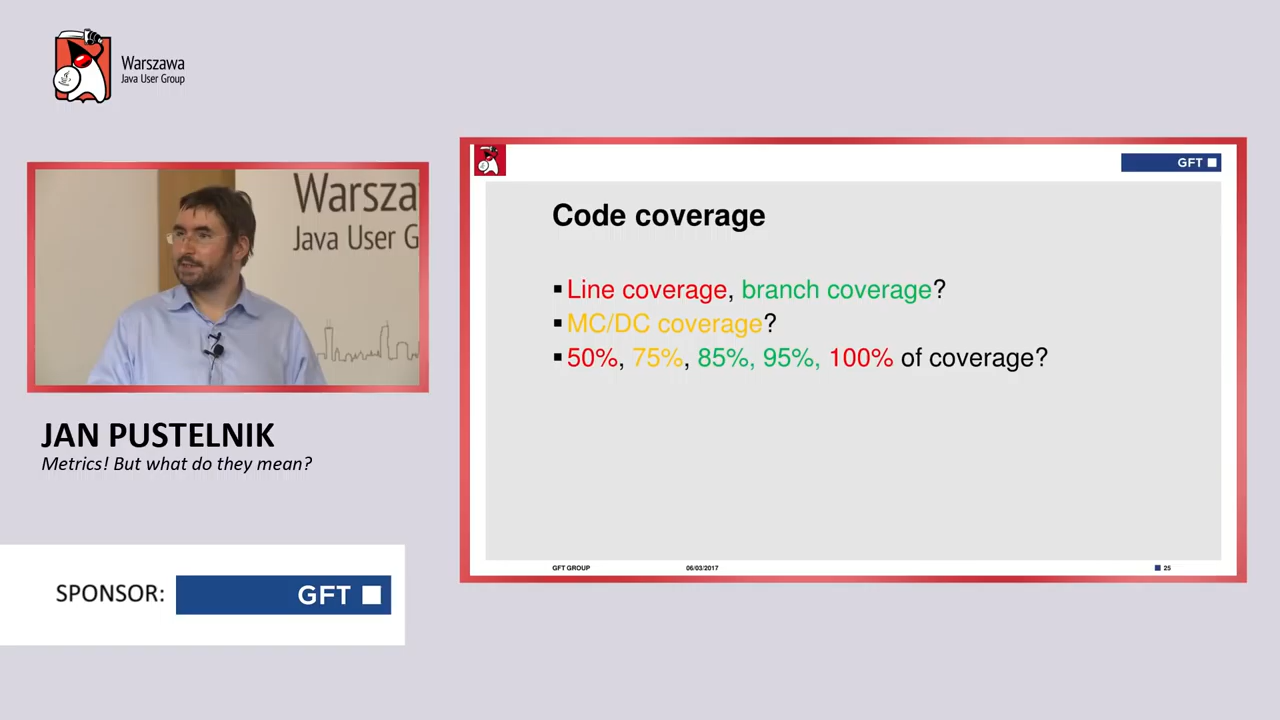 Warszawa
Java User Group
Warsza
Java User G
JAN PUSTELNIK
Metrics! But what do they mean?
SPONSOR:
GFT
GFT
Code coverage
Line coverage, branch coverage?
MC/DC coverage?
50%, 75%, 85%, 95%, 100% of coverage?
GFT GROUP 06/03/2017 25